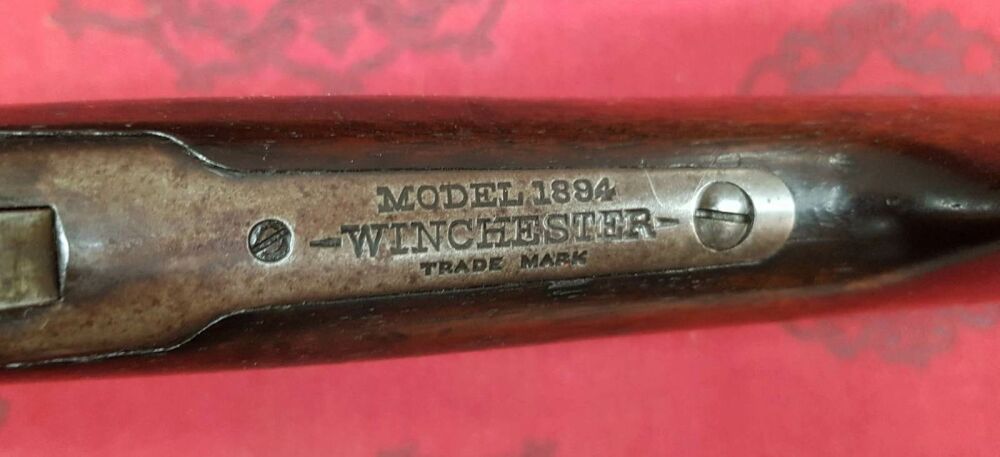 MODEL 1894
-WINCHESTER-
TRADE MARK